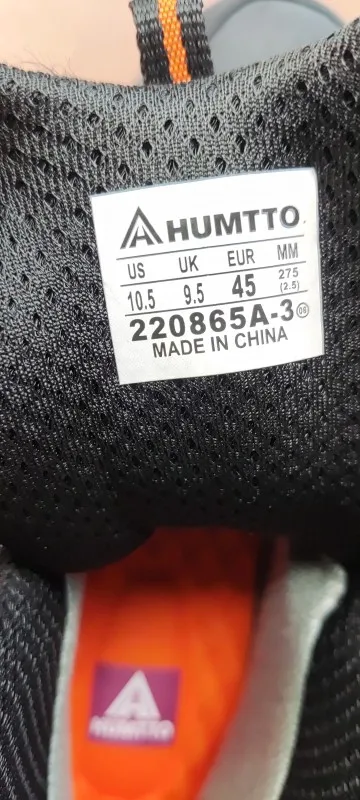 HUMTTO
US UK EUR MM
10.5 9.5 45 275 (2.5)
220865A-3 06
MADE IN CHINA
HUMTTO